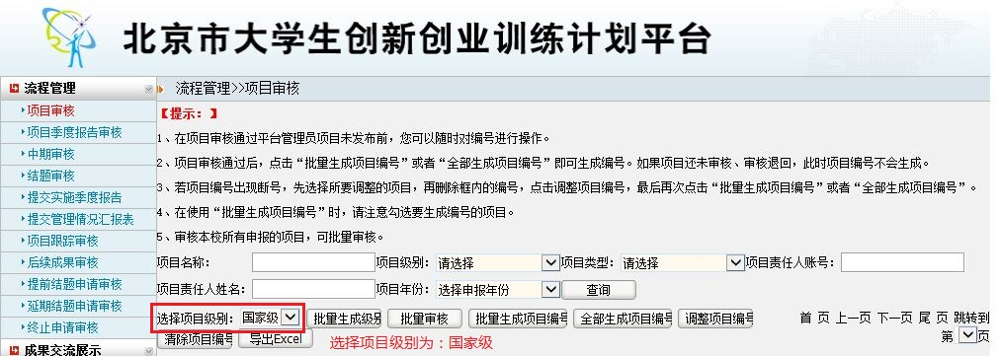 北京市大学生创新创业训练计划平台
流程管理
流程管理>>项目审核
项目审核
项目季度报告审核
中期审核
结题审核
提交实施季度报告
提交管理情况汇报表
项目跟踪审核
后续成果审核
提前结题申请审核
延期结题申请审核
终止申请审核
成果交流展示
【提示：】
1、在项目审核通过平台管理员项目未发布前，您可以随时对编号进行操作。
2、项目审核通过后，点击“批量生成项目编号”或者“全部生成项目编号”即可生成编号。如果项目还未审核、审核退回，此时项目编号不会生成。
3、若项目编号出现断号，先选择所要调整的项目，再删除框内的编号，点击调整项目编号，最后再次点击“批量生成项目编号”或者“全部生成项目编号”。
4、在使用“批量生成项目编号”时，请注意勾选要生成编号的项目。
5、审核本校所有申报的项目，可批量审核。
项目名称： 项目级别： 请选择 项目类型： 请选择 项目责任人账号：
项目责任人姓名： 项目年份： 选择申报年份 查询
选择项目级别： 国家级 批量生成级别 批量审核 批量生成项目编号 全部生成项目编号 调整项目编号 首 页 上一页 下一页 尾 页 跳转到
清除项目编号 导出Excel 选择项目级别为：国家级 第 页